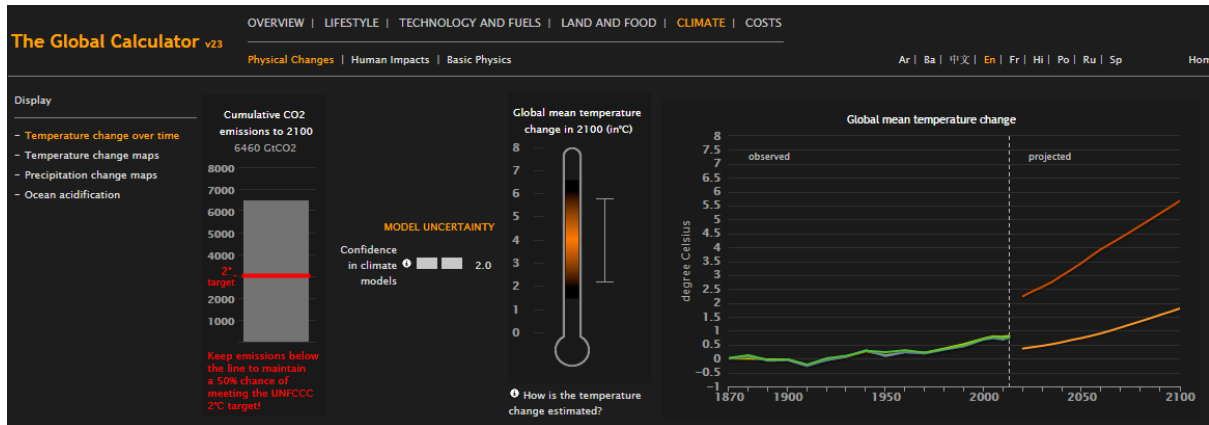 OVERVIEW | LIFESTYLE | TECHNOLOGY AND FUELS | LAND AND FOOD | CLIMATE | COSTS
The Global Calculator v23
Physical Changes | Human Impacts | Basic Physics
Ar | Ba | 中文 | En | Fr | Hi | Po | Ru | Sp
Hom
Display
- Temperature change over time
- Temperature change maps
- Precipitation change maps
- Ocean acidification
Cumulative CO2
emissions to 2100
6460 GtCO2
8000
7000
6000
5000
4000
2°
target
2000
1000
Keep emissions below
the line to maintain
a 50% chance of
meeting the UNFCCC
2°C target!
MODEL UNCERTAINTY
Confidence
in climate
models
2.0
Global mean temperature
change in 2100 (in°C)
8
7
6
5
4
3
2
1
0
How is the temperature
change estimated?
Global mean temperature change
observed
projected
degree Celsius
8
7.5
7
6.5
6
5.5
5
4.5
4
3.5
3
2.5
2
1.5
1
0.5
0
−0.5
−1
1870 1900 1950 2000 2050 2100